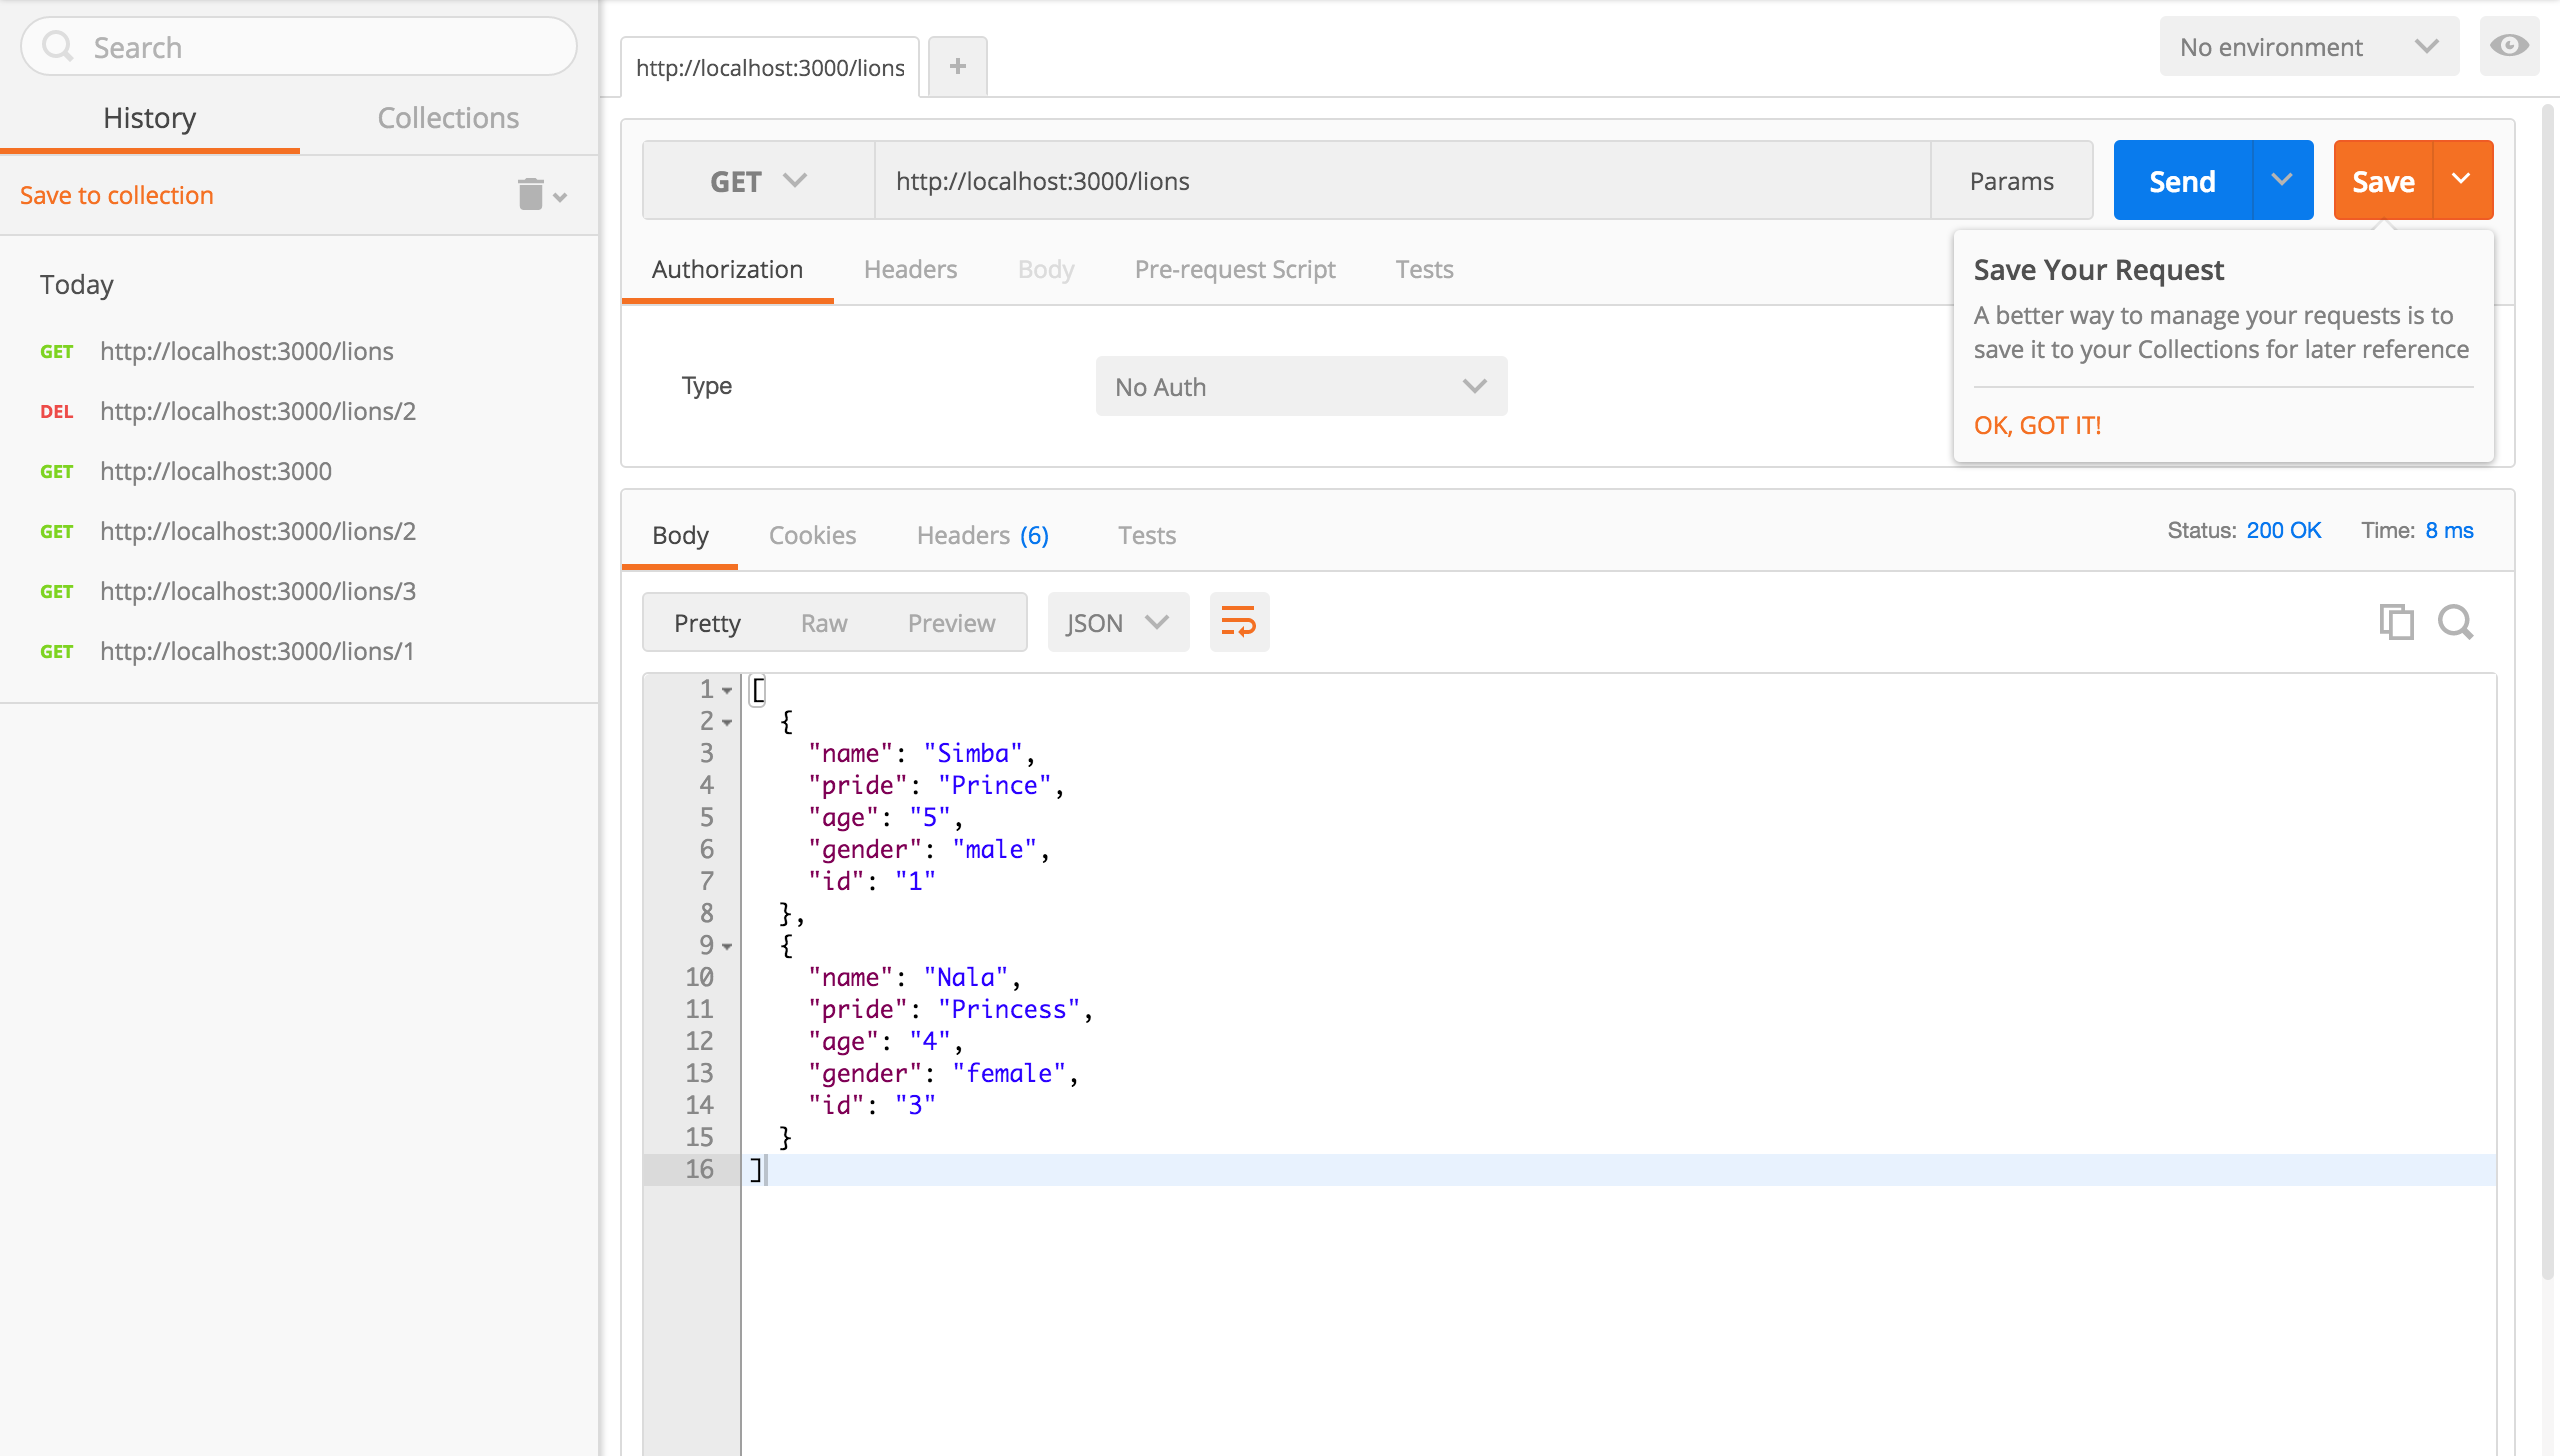 Search
History Collections
Save to collection
Today
GET http://localhost:3000/lions
DEL http://localhost:3000/lions/2
GET http://localhost:3000
GET http://localhost:3000/lions/2
GET http://localhost:3000/lions/3
GET http://localhost:3000/lions/1
http://localhost:3000/lions +
No environment
GET http://localhost:3000/lions Params Send Save
Authorization Headers Body Pre-request Script Tests
Type No Auth
Save Your Request
A better way to manage your requests is to
save it to your Collections for later reference
OK, GOT IT!
Body Cookies Headers (6) Tests Status: 200 OK Time: 8 ms
Pretty Raw Preview JSON
1 [
2 {
3 "name": "Simba",
4 "pride": "Prince",
5 "age": "5",
6 "gender": "male",
7 "id": "1"
8 },
9 {
10 "name": "Nala",
11 "pride": "Princess",
12 "age": "4",
13 "gender": "female",
14 "id": "3"
15 }
16 ]